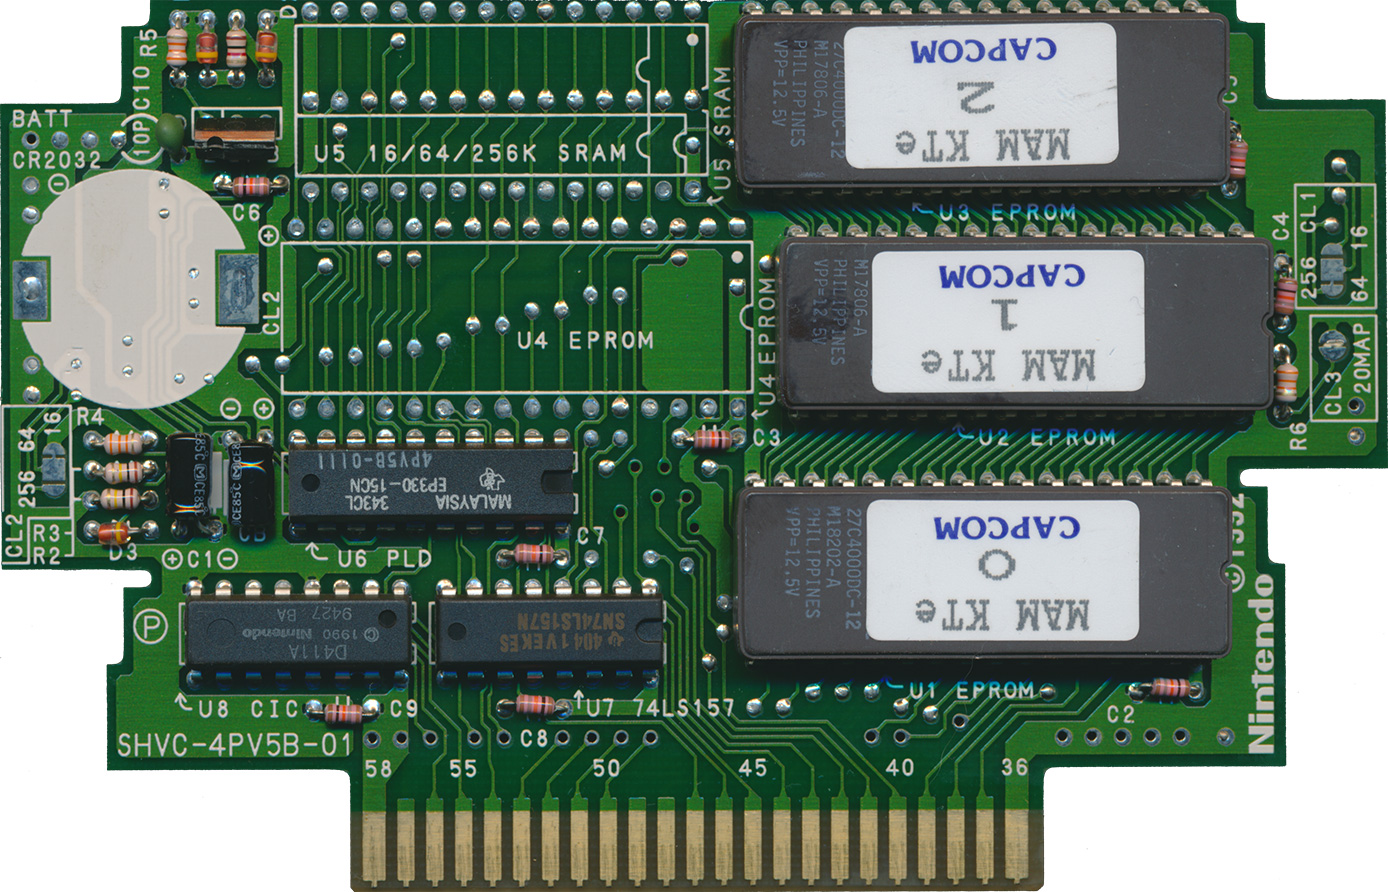 R5
C10
(10P)
D
BATT
CR2032
⊖
C6
⊕
CL2
U5 16/64/256K SRAM
U5 SRAM
27C4000DC-12
M17806-A
PHILIPPINES
VPP=12.5V
CAPCOM
2
MAM KTe
U3 EPROM
U4 EPROM
U4 EPROM
M17806-A
PHILIPPINES
VPP=12.5V
CAPCOM
1
MAM KTe
U2 EPROM
C4
256 CL1
64 16
CL3
20MAP
R6
C3
R4
256 64 16
CL2
R3
R2
D3
⊖ ⊕
85C
CE85C
CE85C
⊕C1⊖
4PV5B-0111
343CL EP330-15CN
MALAYSIA
U6 PLD
C7
27C4000DC-12
M18202-A
PHILIPPINES
VPP=12.5V
CAPCOM
0
MAM KTe
U1 EPROM
© 1992 Nintendo
P
D411A
© 1990 Nintendo
9427 BA
U8 CIC
C9
4041VEKES
SN74LS157N
U7 74LS157
C8
C2
SHVC-4PV5B-01
58 55 50 45 40 36